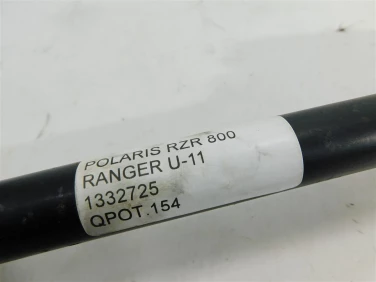 POLARIS RZR 800
RANGER U-11
1332725
QPOT.154